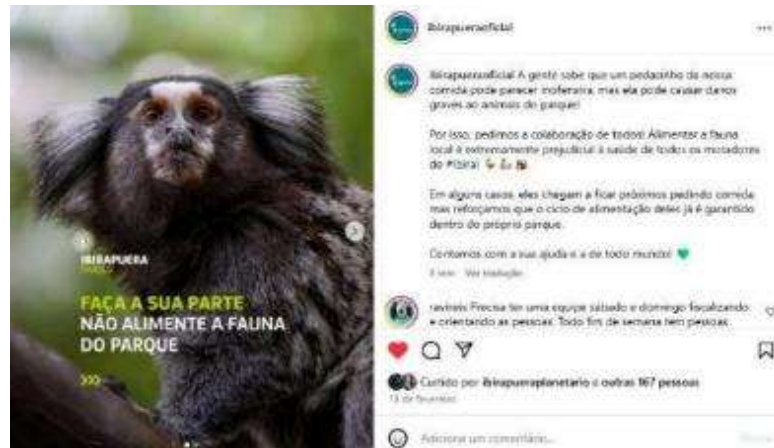 ibirapueraoficial
ibirapueraoficial A gente sabe que um pedacinho da nossa
comida pode parecer inofensiva, mas ela pode causar danos
graves ao animais do parque!
Por isso, pedimos a colaboração de todos! Alimentar a fauna
local é extremamente prejudicial à saúde de todos os moradores
do #Ibira!
Em alguns casos, eles chegam a ficar próximos pedindo comida
mas reforçamos que o ciclo de alimentação deles já é garantido
dentro do próprio parque.
Contamos com a sua ajuda e a de todo mundo!
Ver tradução
IBIRAPUERA
FAÇA A SUA PARTE
NÃO ALIMENTE A FAUNA
DO PARQUE
>>>
Precisa ter uma equipe sábado e domingo fiscalizando
e orientando as pessoas. Todo fim de semana tem pessoas
Curtido por ibirapueraplanetario e outras 167 pessoas
de fevereiro
Adicione um comentário...